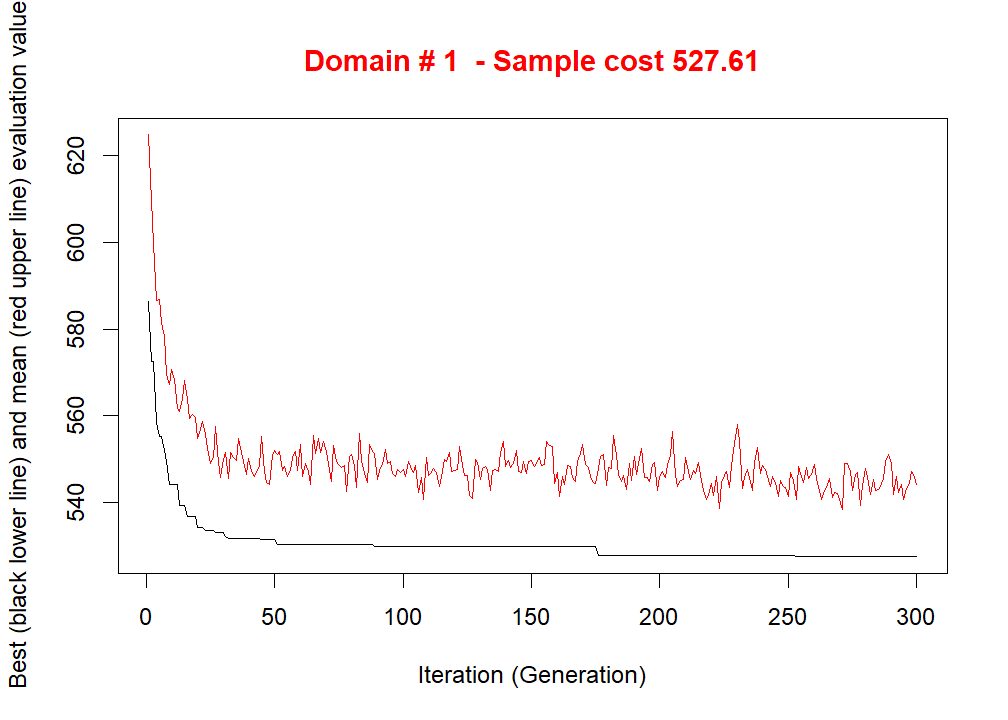 Domain # 1  - Sample cost 527.61
Best (black lower line) and mean (red upper line) evaluation value
620
600
580
560
540
0 50 100 150 200 250 300
Iteration (Generation)